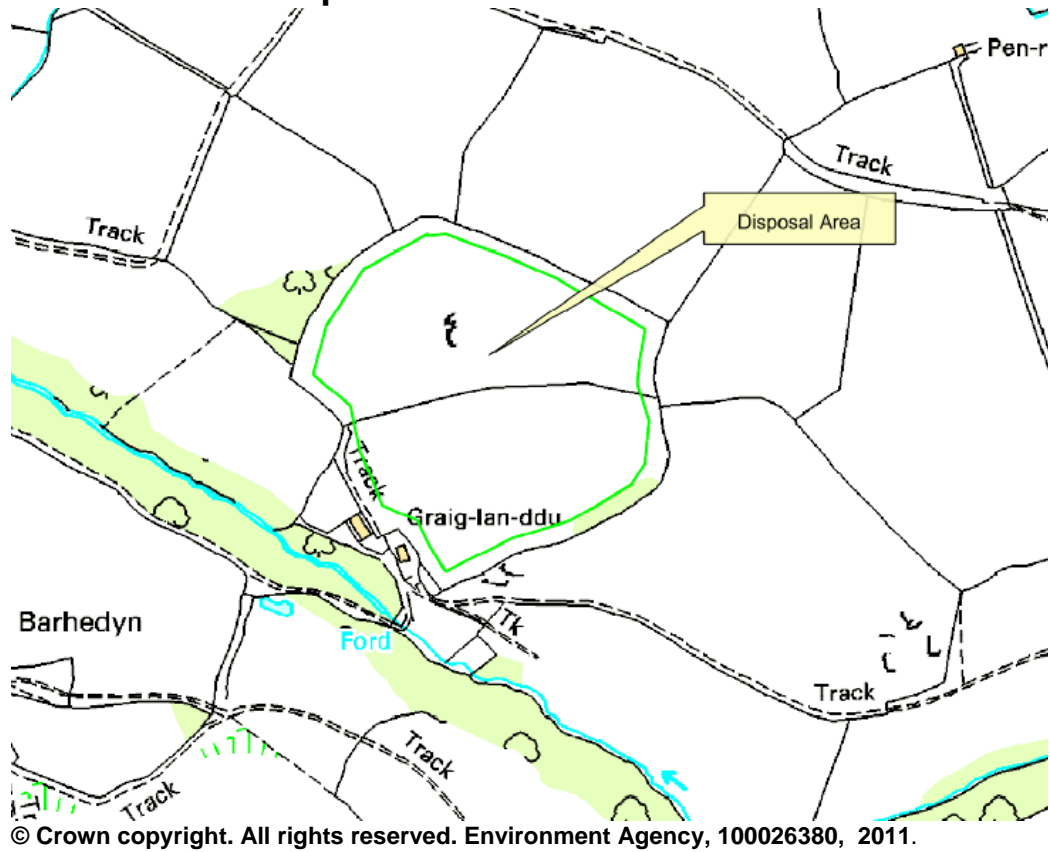 Pen-r
Track
Disposal Area
Track
Track
Graig-lan-ddu
Barhedyn
Ford
Tk
Track
Track
Track
© Crown copyright. All rights reserved. Environment Agency, 100026380, 2011.